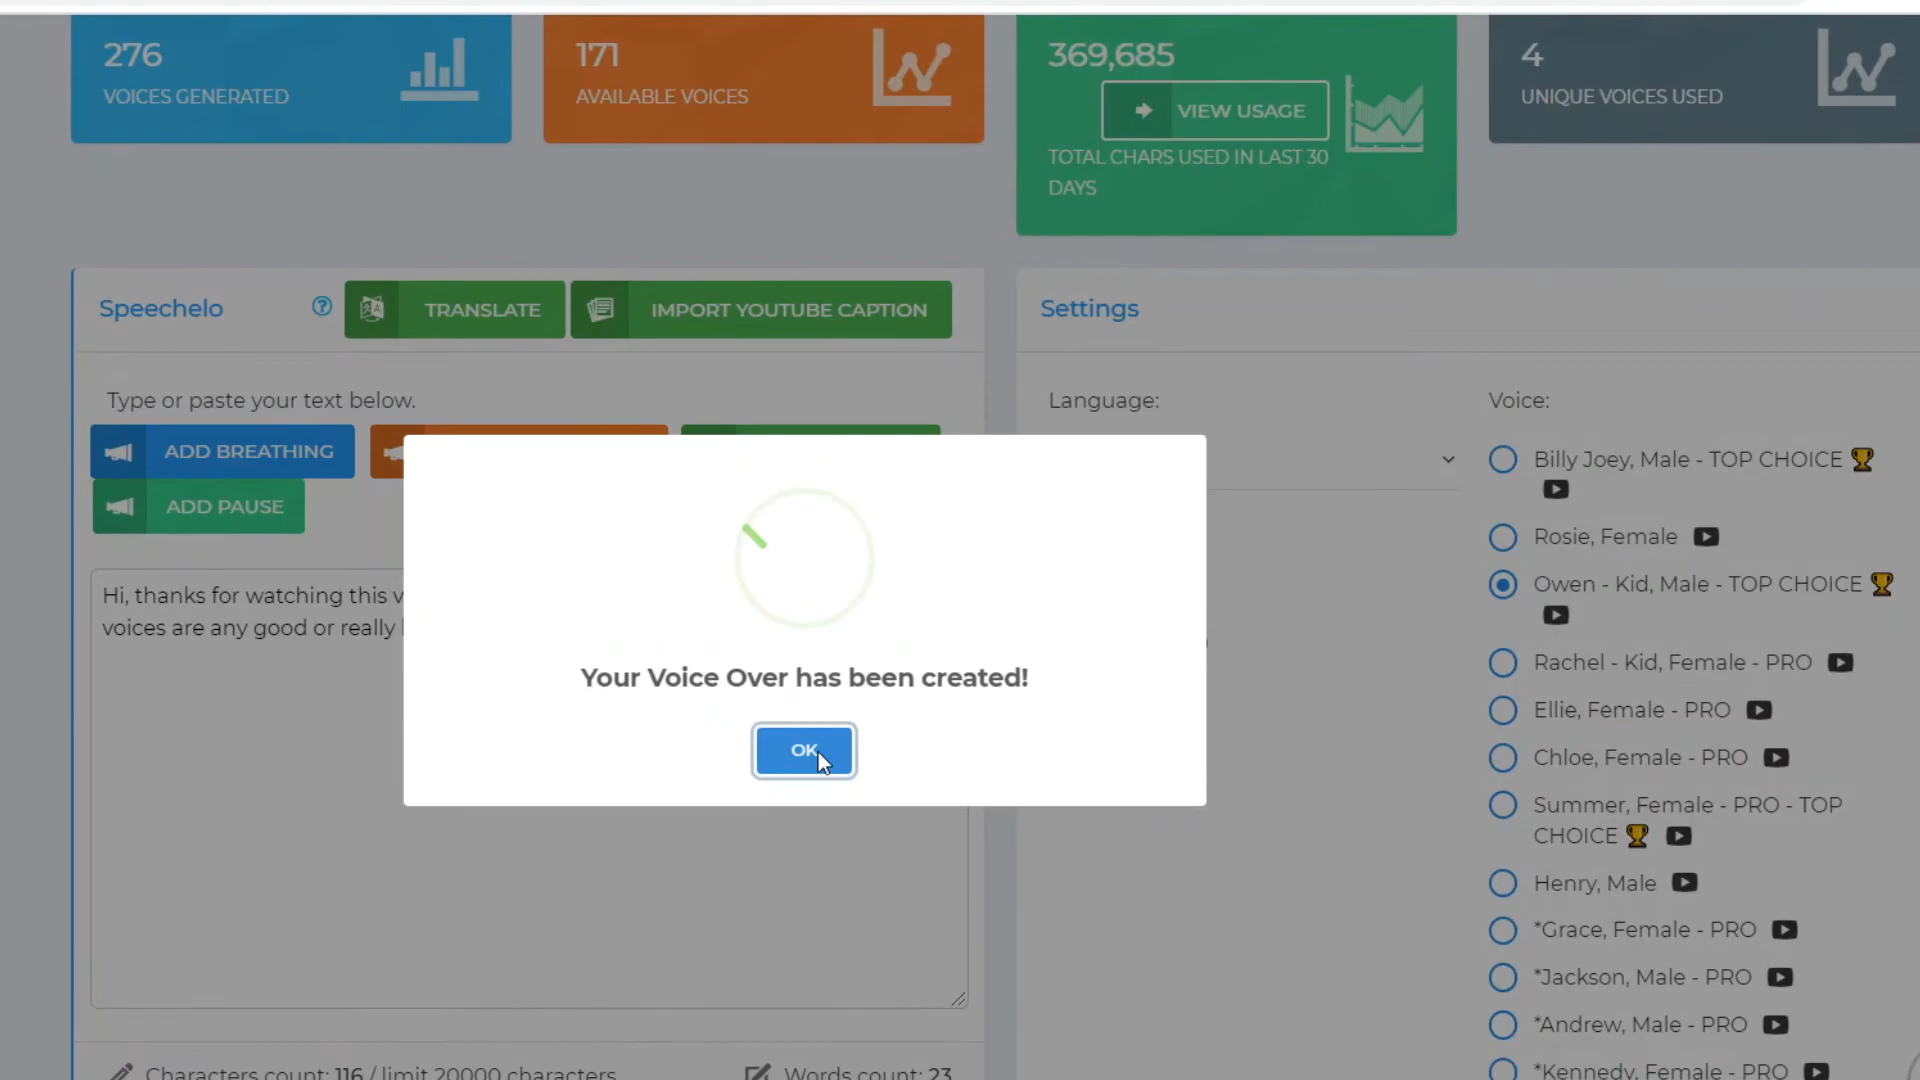 276
VOICES GENERATED
171
AVAILABLE VOICES
369,685
VIEW USAGE
TOTAL CHARS USED IN LAST 30
DAYS
4
UNIQUE VOICES USED
Speechelo
TRANSLATE
IMPORT YOUTUBE CAPTION
Settings
Type or paste your text below.
ADD BREATHING
ADD PAUSE
Hi, thanks for watching this
voices are any good or really
Your Voice Over has been created!
OK
Language:
Voice:
Billy Joey, Male - TOP CHOICE
Rosie, Female
Owen - Kid, Male - TOP CHOICE
Rachel - Kid, Female - PRO
Ellie, Female - PRO
Chloe, Female - PRO
Summer, Female - PRO - TOP
CHOICE
Henry, Male
*Grace, Female - PRO
*Jackson, Male - PRO
*Andrew, Male - PRO
*Kennedy, Female - PRO
Characters count: 116 / limit 20000 characters
Words count: 23